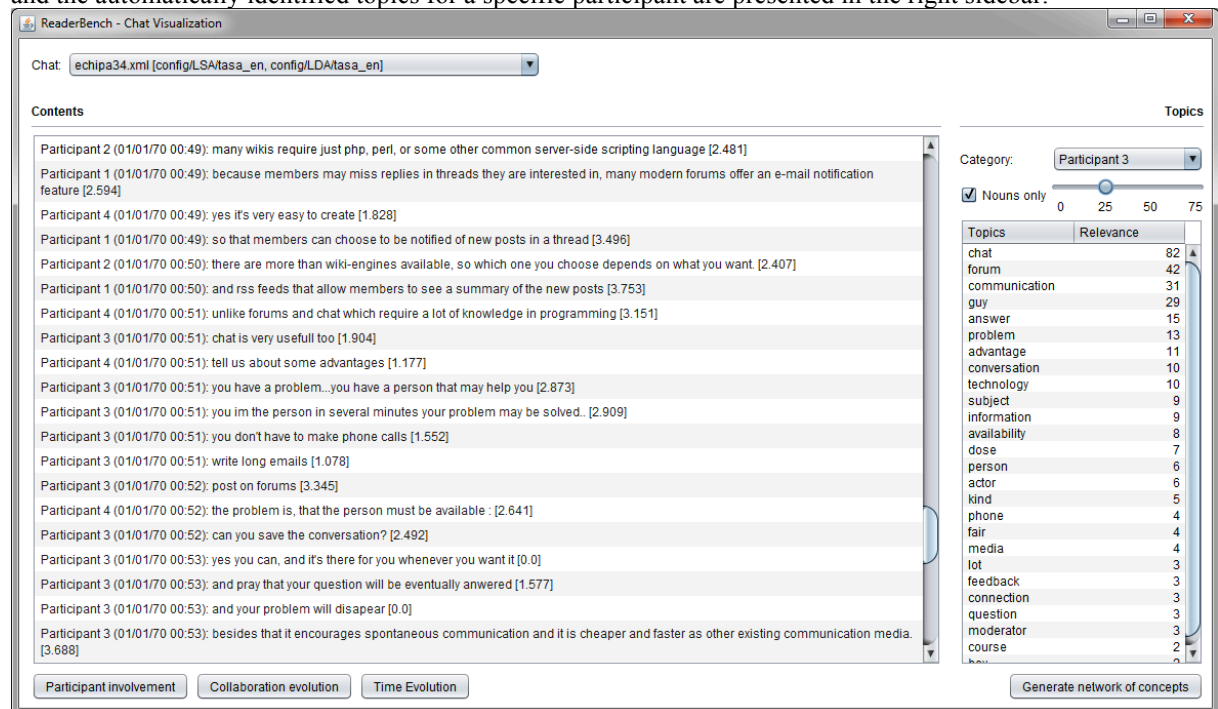 and the automatically identified topics for a specific participant are presented in the right sidebar.
ReaderBench - Chat Visualization
Chat: echipa34.xml [config/LSA/tasa_en, config/LDA/tasa_en]
Contents
Participant 2 (01/01/70 00:49): many wikis require just php, perl, or some other common server-side scripting language [2.481]
Participant 1 (01/01/70 00:49): because members may miss replies in threads they are interested in, many modern forums offer an e-mail notification
feature [2.594]
Participant 4 (01/01/70 00:49): yes it's very easy to create [1.828]
Participant 1 (01/01/70 00:49): so that members can choose to be notified of new posts in a thread [3.496]
Participant 2 (01/01/70 00:50): there are more than wiki-engines available, so which one you choose depends on what you want. [2.407]
Participant 1 (01/01/70 00:50): and rss feeds that allow members to see a summary of the new posts [3.753]
Participant 4 (01/01/70 00:51): unlike forums and chat which require a lot of knowledge in programming [3.151]
Participant 3 (01/01/70 00:51): chat is very usefull too [1.904]
Participant 4 (01/01/70 00:51): tell us about some advantages [1.177]
Participant 3 (01/01/70 00:51): you have a problem...you have a person that may help you [2.873]
Participant 3 (01/01/70 00:51): you im the person in several minutes your problem may be solved.. [2.909]
Participant 3 (01/01/70 00:51): you don't have to make phone calls [1.552]
Participant 3 (01/01/70 00:51): write long emails [1.078]
Participant 3 (01/01/70 00:52): post on forums [3.345]
Participant 4 (01/01/70 00:52): the problem is, that the person must be available : [2.641]
Participant 3 (01/01/70 00:52): can you save the conversation? [2.492]
Participant 3 (01/01/70 00:53): yes you can, and it's there for you whenever you want it [0.0]
Participant 3 (01/01/70 00:53): and pray that your question will be eventually anwered [1.577]
Participant 3 (01/01/70 00:53): and your problem will disapear [0.0]
Participant 3 (01/01/70 00:53): besides that it encourages spontaneous communication and it is cheaper and faster as other existing communication media.
[3.688]
Participant involvement
Collaboration evolution
Time Evolution
Topics
Category: Participant 3
Nouns only
0 25 50 75
Topics Relevance
chat 82
forum 42
communication 31
guy 29
answer 15
problem 13
advantage 11
conversation 10
technology 10
subject 9
information 9
availability 8
dose 7
person 6
actor 6
kind 5
phone 4
fair 4
media 4
lot 3
feedback 3
connection 3
question 3
moderator 3
course 2
Generate network of concepts